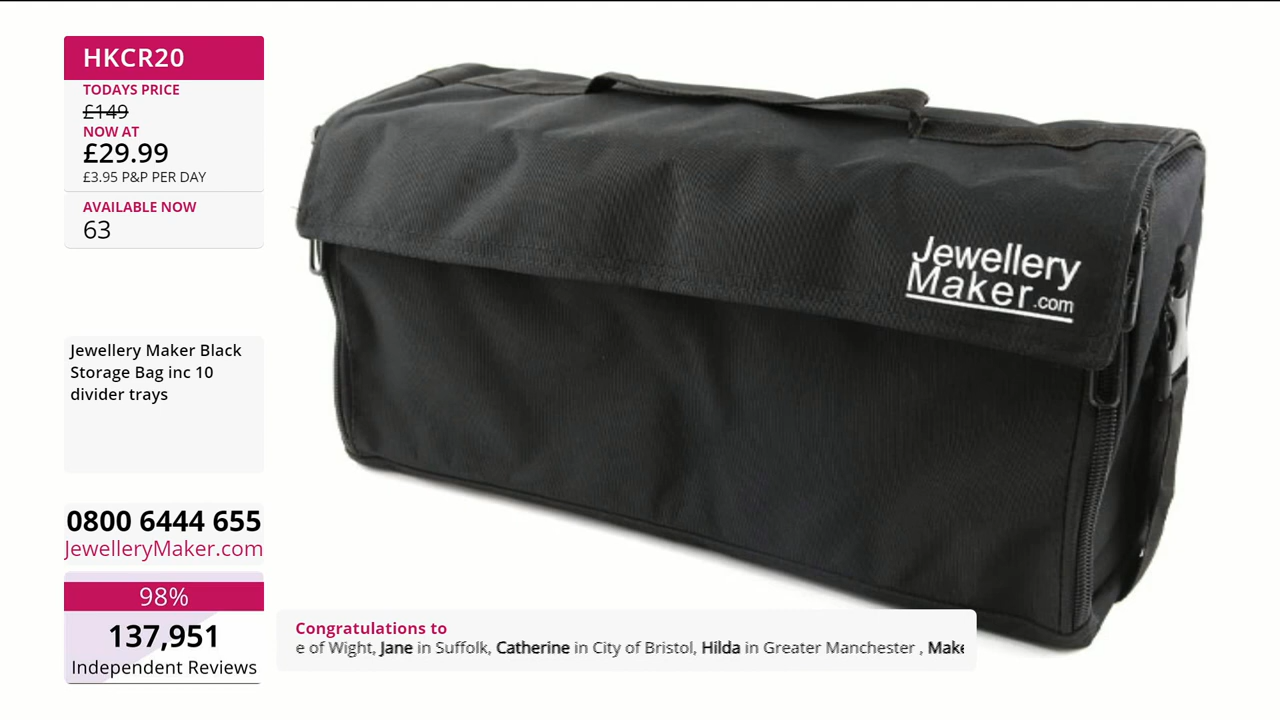 HKCR20
TODAYS PRICE
£149
NOW AT
£29.99
£3.95 P&P PER DAY
AVAILABLE NOW
63
Jewellery Maker Black
Storage Bag inc 10
divider trays
0800 6444 655
JewelleryMaker.com
98%
137,951
Independent Reviews
Jewellery
Maker.com
Congratulations to
e of Wight, Jane in Suffolk, Catherine in City of Bristol, Hilda in Greater Manchester , Make